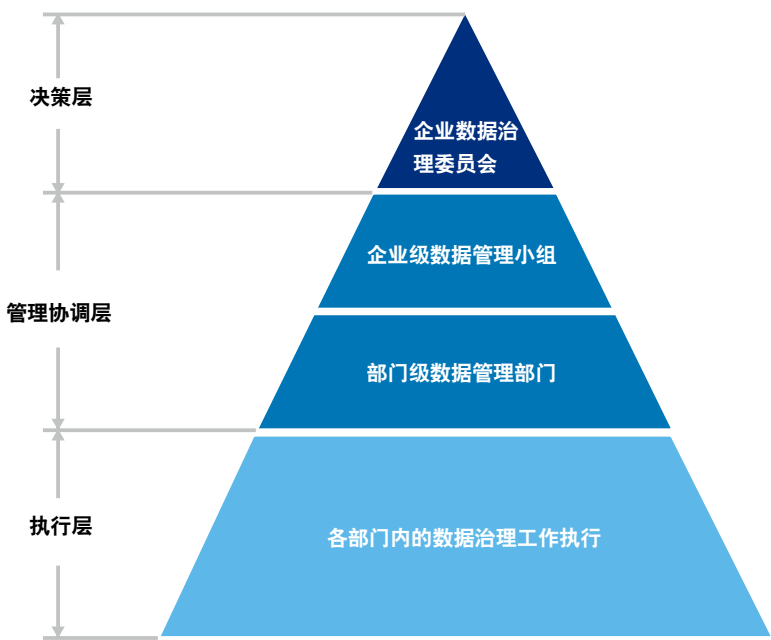 决策层
企业数据治
理委员会
企业级数据管理小组
管理协调层
部门级数据管理部门
执行层
各部门内的数据治理工作执行